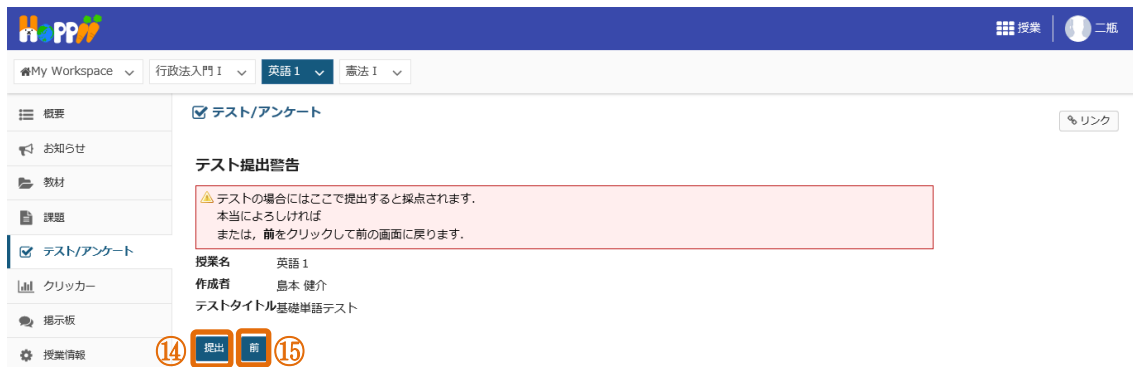 Hoppii
授業
二瓶
My Workspace
行政法入門 I
英語 1
憲法 I
概要
テスト/アンケート
リンク
お知らせ
テスト提出警告
教材
テストの場合にはここで提出すると採点されます.
課題
本当によろしければ
または, 前をクリックして前の画面に戻ります.
テスト/アンケート
授業名 英語 1
クリッカー
作成者 島本 健介
テストタイトル基礎単語テスト
掲示板
授業情報
⑭ 提出 前 ⑮